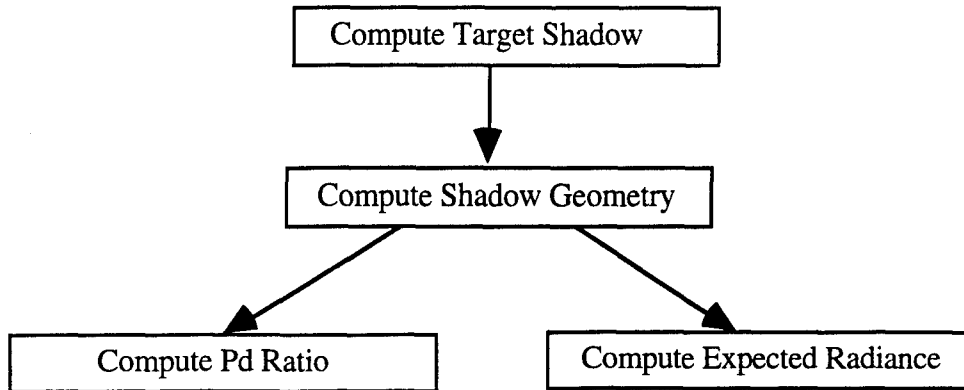 Compute Target Shadow
Compute Shadow Geometry
Compute Pd Ratio
Compute Expected Radiance